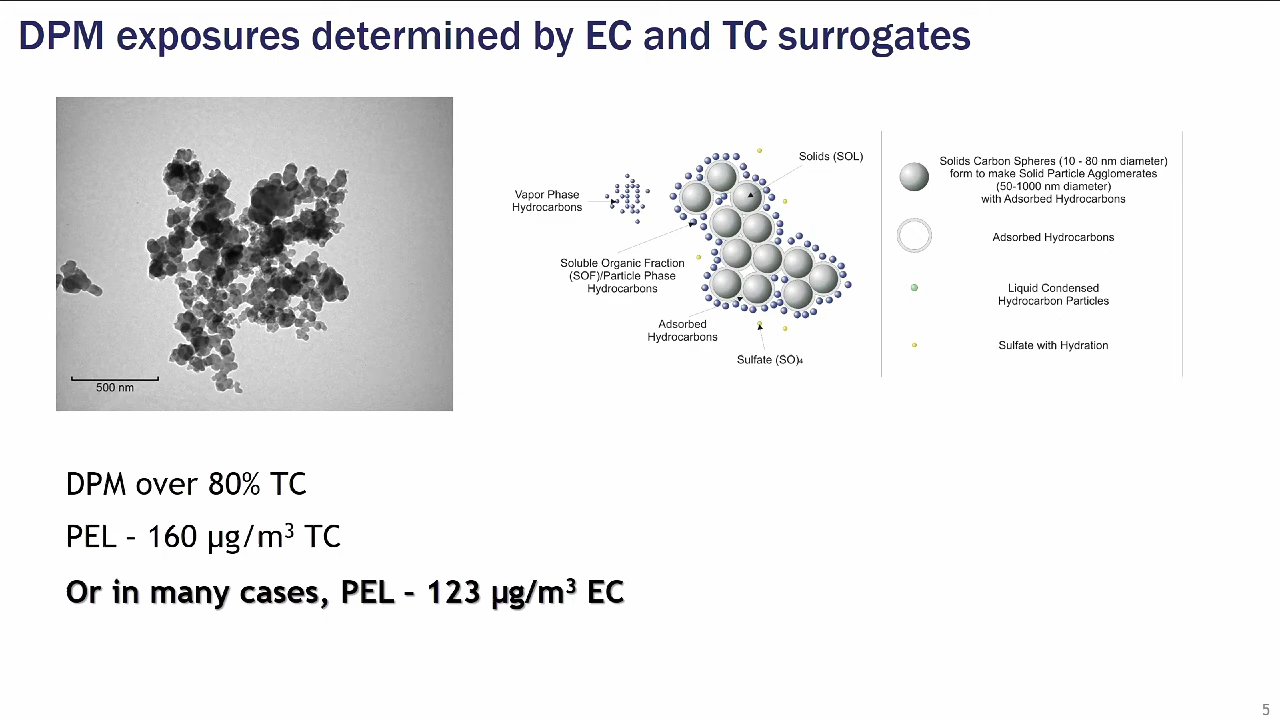 DPM exposures determined by EC and TC surrogates
500 nm
Vapor Phase
Hydrocarbons
Solids (SOL)
Soluble Organic Fraction
(SOF)/Particle Phase
Hydrocarbons
Adsorbed
Hydrocarbons
Sulfate (SO)₄
Solids Carbon Spheres (10 - 80 nm diameter)
form to make Solid Particle Agglomerates
(50-1000 nm diameter)
with Adsorbed Hydrocarbons
Adsorbed Hydrocarbons
Liquid Condensed
Hydrocarbon Particles
Sulfate with Hydration
DPM over 80% TC
PEL - 160 µg/m³ TC
Or in many cases, PEL - 123 µg/m³ EC
5